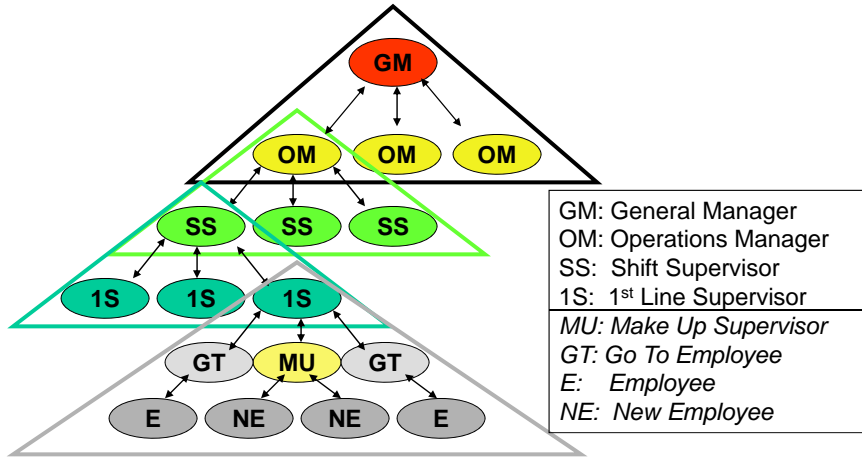 GM
OM OM OM
SS SS SS
1S 1S 1S
GT MU GT
E NE NE E
GM: General Manager
OM: Operations Manager
SS: Shift Supervisor
1S: 1st Line Supervisor
MU: Make Up Supervisor
GT: Go To Employee
E: Employee
NE: New Employee